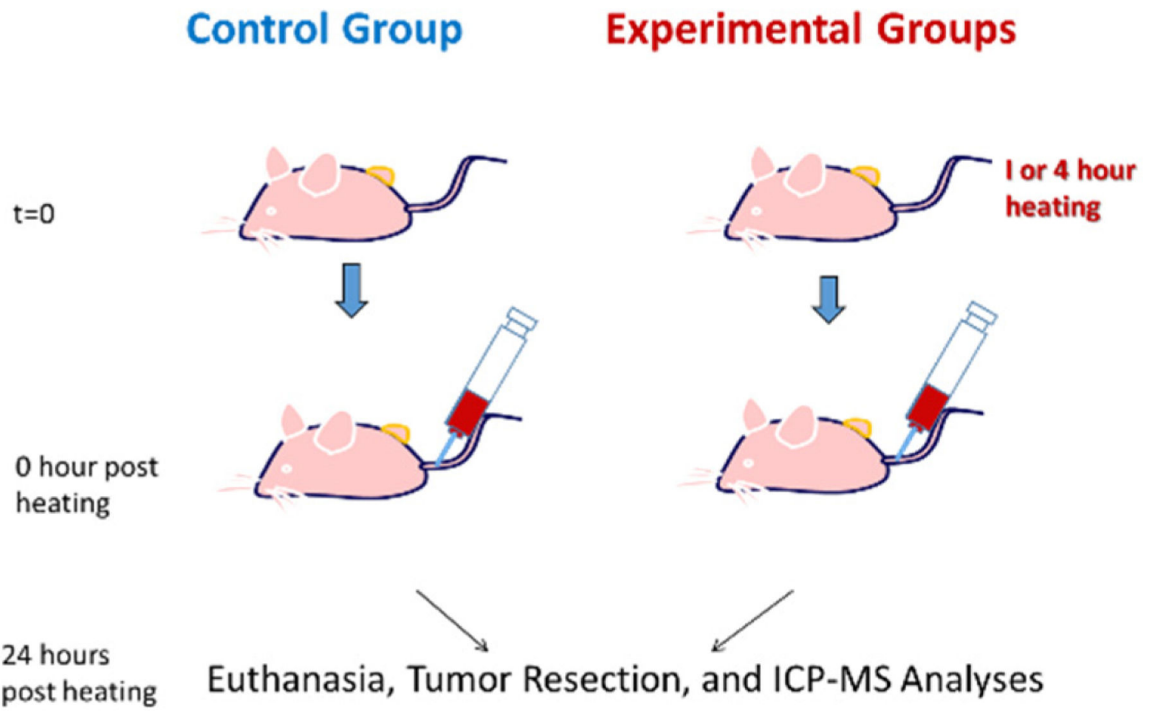 Control Group
Experimental Groups
t=0
I or 4 hour
heating
0 hour post
heating
24 hours
post heating
Euthanasia, Tumor Resection, and ICP-MS Analyses